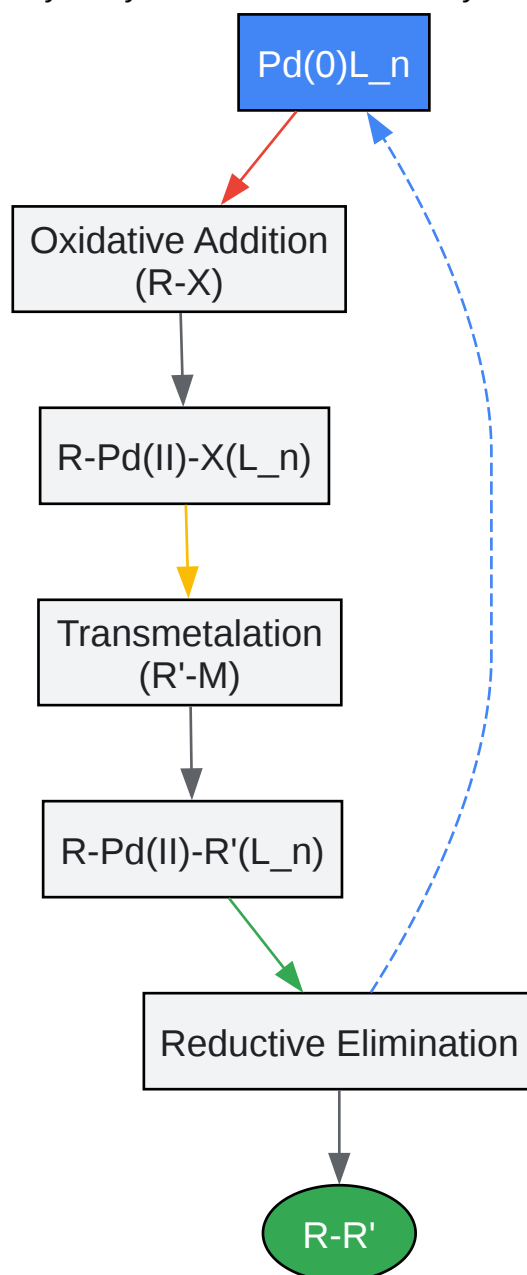 Pd(0)L_n
Oxidative Addition
(R-X)
R-Pd(II)-X(L_n)
Transmetalation
(R'-M)
R-Pd(II)-R'(L_n)
Reductive Elimination
R-R'